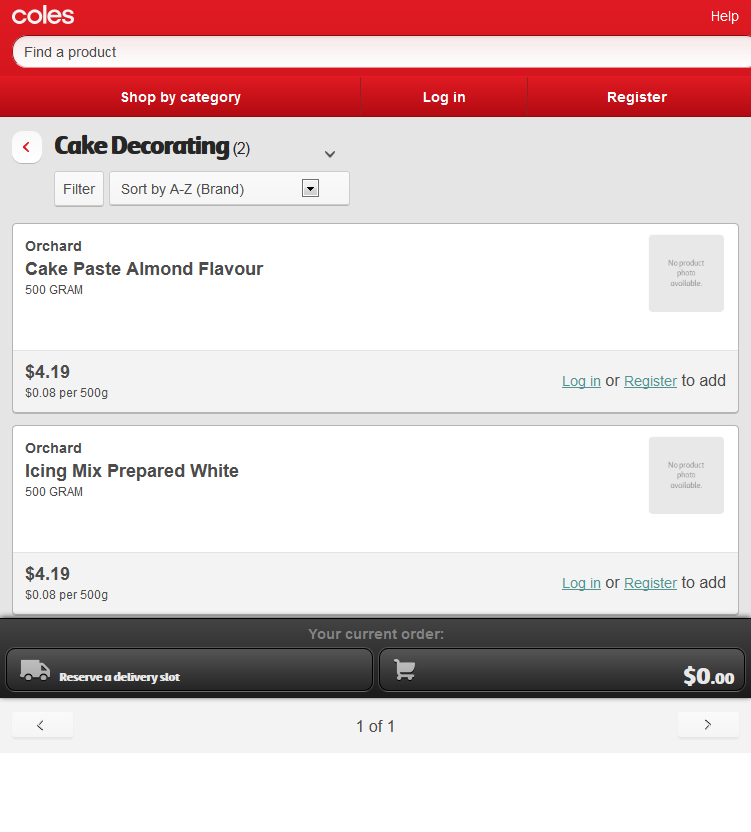 coles
Help
Find a product
Shop by category
Log in
Register
Cake Decorating (2)
Filter
Sort by A-Z (Brand)
Orchard
Cake Paste Almond Flavour
500 GRAM
No product
photo
available.
$4.19
$0.08 per 500g
Log in or Register to add
Orchard
Icing Mix Prepared White
500 GRAM
No product
photo
available.
$4.19
$0.08 per 500g
Log in or Register to add
Your current order:
Reserve a delivery slot
$0.00
1 of 1